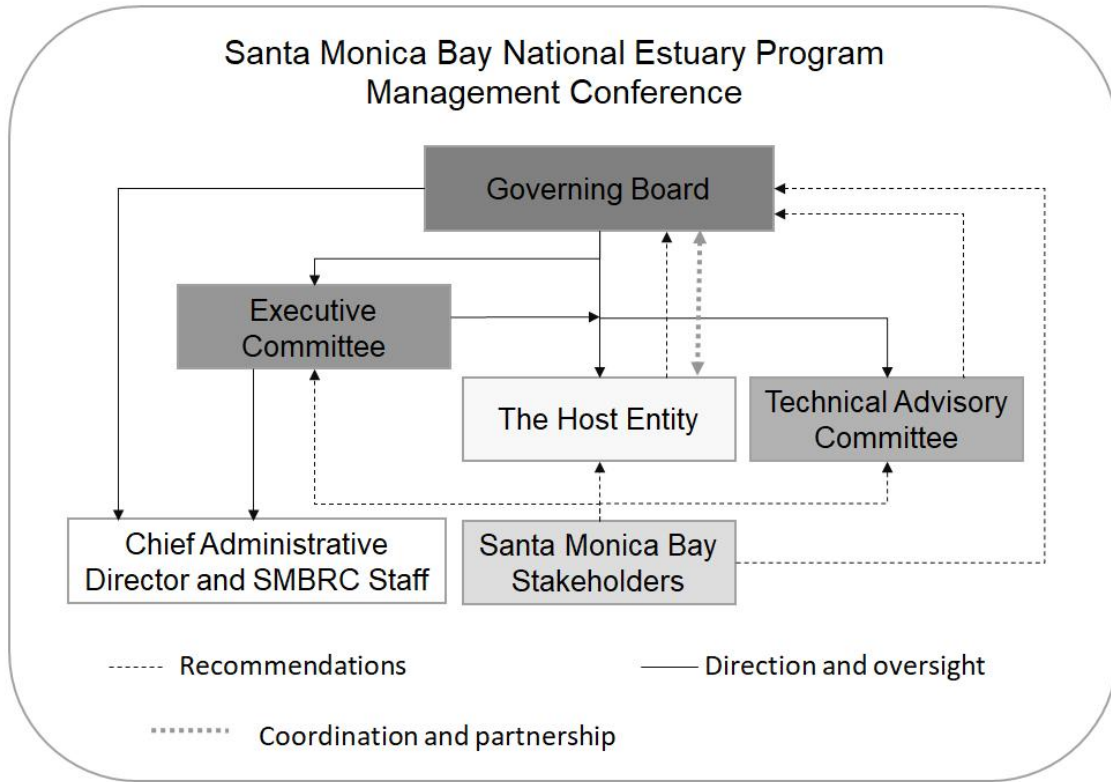 Santa Monica Bay National Estuary Program
Management Conference
Governing Board
Executive
Committee
The Host Entity
Technical Advisory
Committee
Chief Administrative
Director and SMBRC Staff
Santa Monica Bay
Stakeholders
Recommendations
Direction and oversight
Coordination and partnership